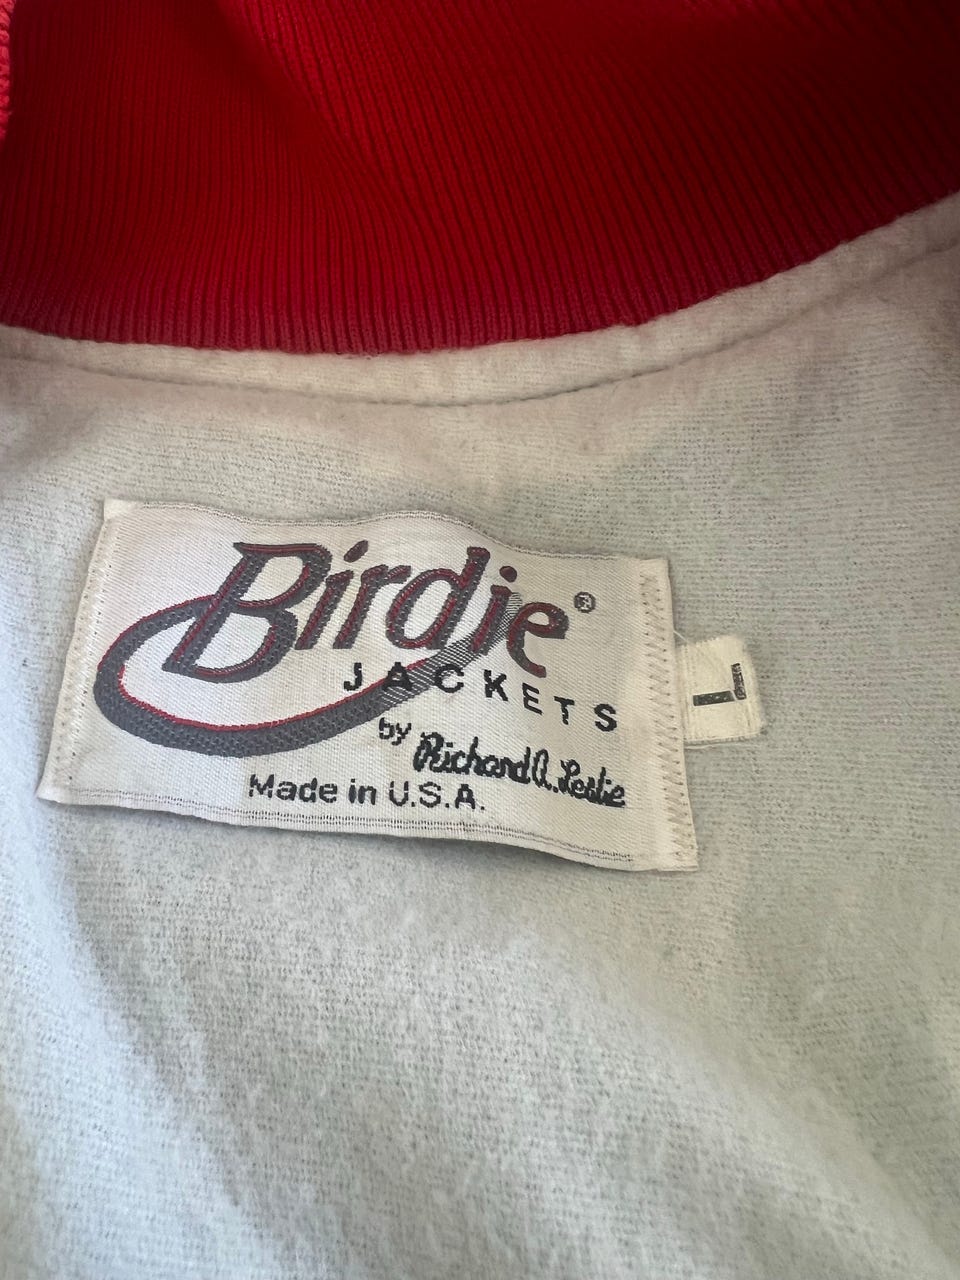 Birdie®
JACKETS
by Richard A. Leslie
Made in U.S.A.
L